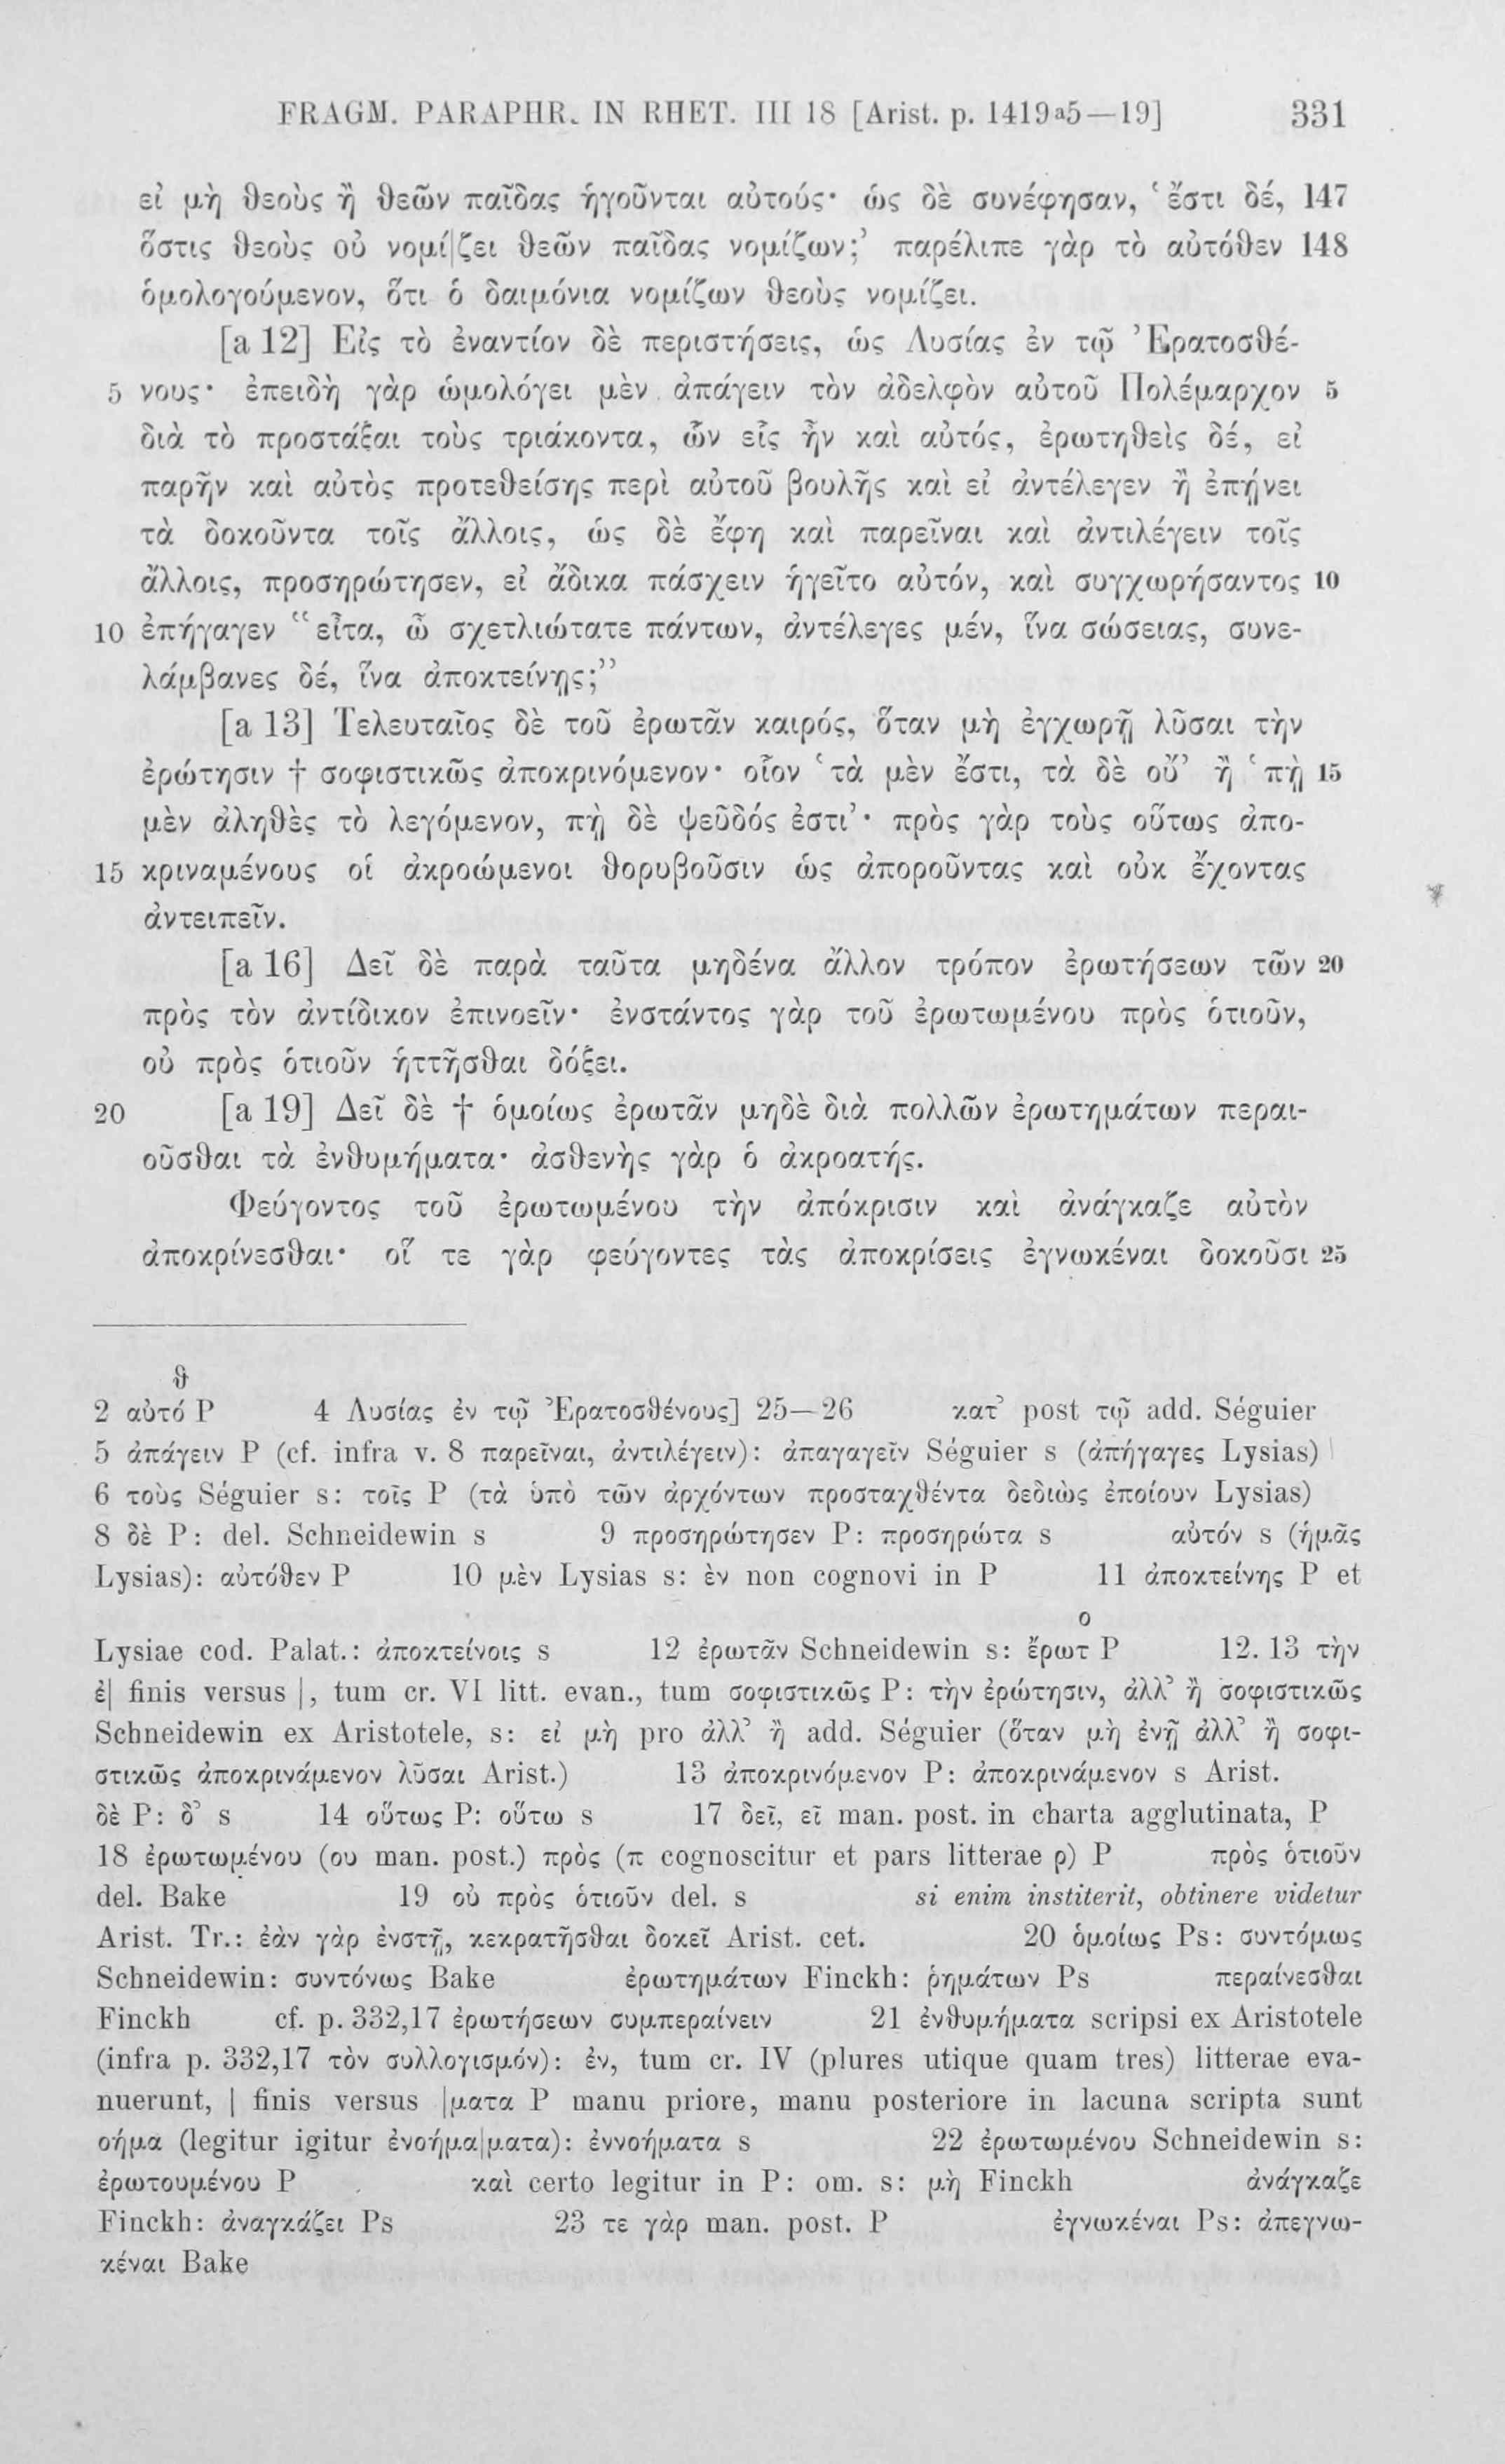 FRAGM. PARAPHR. IN RHET. III 18 [Arist. p. 1419a5—19] 331
εἰ μὴ θεοὺς ἢ θεῶν παῖδας ἡγοῦνται αὐτούς· ὡς δὲ συνέφησαν, ‘ἔστι δέ, 147
ὅστις θεοὺς οὐ νομί|ζει θεῶν παῖδας νομίζων;’ παρέλιπε γὰρ τὸ αὐτόθεν 148
ὁμολογούμενον, ὅτι ὁ δαιμόνια νομίζων θεοὺς νομίζει.
[a 12] Εἰς τὸ ἐναντίον δὲ περιστήσεις, ὡς Λυσίας ἐν τῷ Ἐρατοσθέ-
5 νους· ἐπειδὴ γὰρ ὡμολόγει μὲν ἀπάγειν τὸν ἀδελφὸν αὐτοῦ Πολέμαρχον 5
διὰ τὸ προστάξαι τοὺς τριάκοντα, ὧν εἷς ἦν καὶ αὐτός, ἐρωτηθεὶς δέ, εἰ
παρῆν καὶ αὐτὸς προτεθείσης περὶ αὐτοῦ βουλῆς καὶ εἰ ἀντέλεγεν ἢ ἐπῄνει
τὰ δοκοῦντα τοῖς ἄλλοις, ὡς δὲ ἔφη καὶ παρεῖναι καὶ ἀντιλέγειν τοῖς
ἄλλοις, προσηρώτησεν, εἰ ἄδικα πάσχειν ἡγεῖτο αὐτόν, καὶ συγχωρήσαντος 10
10 ἐπήγαγεν “εἶτα, ὦ σχετλιώτατε πάντων, ἀντέλεγες μέν, ἵνα σώσειας, συνε-
λάμβανες δέ, ἵνα ἀποκτείνῃς;”
[a 13] Τελευταῖος δὲ τοῦ ἐρωτᾶν καιρός, ὅταν μὴ ἐγχωρῇ λῦσαι τὴν
ἐρώτησιν † σοφιστικῶς ἀποκρινόμενον· οἷον ‘τὰ μὲν ἔστι, τὰ δὲ οὔ’ ἢ ‘πῇ 15
μὲν ἀληθὲς τὸ λεγόμενον, πῇ δὲ ψεῦδός ἐστι’· πρὸς γὰρ τοὺς οὕτως ἀπο-
15 κριναμένους οἱ ἀκροώμενοι θορυβοῦσιν ὡς ἀποροῦντας καὶ οὐκ ἔχοντας
ἀντειπεῖν.
[a 16] Δεῖ δὲ παρὰ ταῦτα μηδένα ἄλλον τρόπον ἐρωτήσεων τῶν 20
πρὸς τὸν ἀντίδικον ἐπινοεῖν· ἐνστάντος γὰρ τοῦ ἐρωτωμένου πρὸς ὁτιοῦν,
οὐ πρὸς ὁτιοῦν ἡττῆσθαι δόξει.
20 [a 19] Δεῖ δὲ † ὁμοίως ἐρωτᾶν μηδὲ διὰ πολλῶν ἐρωτημάτων περαι-
οῦσθαι τὰ ἐνθυμήματα· ἀσθενὴς γὰρ ὁ ἀκροατής.
Φεύγοντος τοῦ ἐρωτωμένου τὴν ἀπόκρισιν καὶ ἀνάγκαζε αὐτὸν
ἀποκρίνεσθαι· οἵ τε γὰρ φεύγοντες τὰς ἀποκρίσεις ἐγνωκέναι δοκοῦσι 25
θ
2 αὐτό P 4 Λυσίας ἐν τῷ Ἐρατοσθένους] 25—26 κατ’ post τῷ add. Séguier
5 ἀπάγειν P (cf. infra v. 8 παρεῖναι, ἀντιλέγειν): ἀπαγαγεῖν Séguier s (ἀπήγαγες Lysias)
6 τοὺς Séguier s: τοῖς P (τὰ ὑπὸ τῶν ἀρχόντων προσταχθέντα δεδιὼς ἐποίουν Lysias)
8 δὲ P: del. Schneidewin s 9 προσηρώτησεν P: προσηρώτα s αὐτόν s (ἡμᾶς
Lysias): αὐτόθεν P 10 μὲν Lysias s: ἐν non cognovi in P 11 ἀποκτείνης P et
ο
Lysiae cod. Palat.: ἀποκτείνοις s 12 ἐρωτᾶν Schneidewin s: ἔρωτ P 12. 13 τὴν
ἐ| finis versus |, tum cr. VI litt. evan., tum σοφιστικῶς P: τὴν ἐρώτησιν, ἀλλ’ ἢ σοφιστικῶς
Schneidewin ex Aristotele, s: εἰ μὴ pro ἀλλ’ ἢ add. Séguier (ὅταν μὴ ἐνῇ ἀλλ’ ἢ σοφι-
στικῶς ἀποκρινάμενον λῦσαι Arist.) 13 ἀποκρινόμενον P: ἀποκρινάμενον s Arist.
δὲ P: δ’ s 14 οὕτως P: οὕτω s 17 δεῖ, εῖ man. post. in charta agglutinata, P
18 ἐρωτωμένου (ου man. post.) πρὸς (π cognoscitur et pars litterae ρ) P πρὸς ὁτιοῦν
del. Bake 19 οὐ πρὸς ὁτιοῦν del. s si enim institerit, obtinere videtur
Arist. Tr.: ἐὰν γὰρ ἐνστῇ, κεκρατῆσθαι δοκεῖ Arist. cet. 20 ὁμοίως Ps: συντόμως
Schneidewin: συντόνως Bake ἐρωτημάτων Finckh: ῥημάτων Ps περαίνεσθαι
Finckh cf. p. 332,17 ἐρωτήσεων συμπεραίνειν 21 ἐνθυμήματα scripsi ex Aristotele
(infra p. 332,17 τὸν συλλογισμόν): ἐν, tum cr. IV (plures utique quam tres) litterae eva-
nuerunt, | finis versus |ματα P manu priore, manu posteriore in lacuna scripta sunt
οήμα (legitur igitur ἐνοήμα|ματα): ἐννοήματα s 22 ἐρωτωμένου Schneidewin s:
ἐρωτουμένου P καὶ certo legitur in P: om. s: μὴ Finckh ἀνάγκαζε
Finckh: ἀναγκάζει Ps 23 τε γὰρ man. post. P ἐγνωκέναι Ps: ἀπεγνω-
κέναι Bake